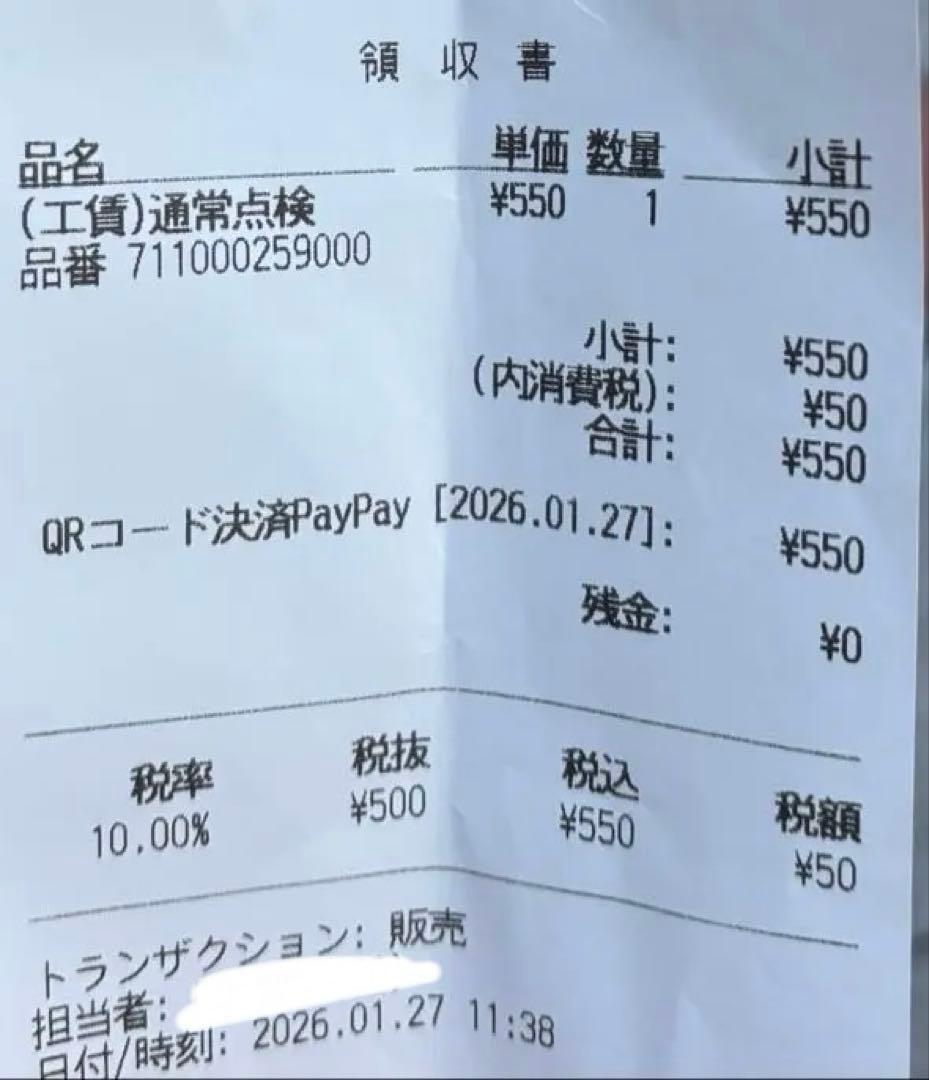 領 収 書
品名 単価 数量 小計
(工賃)通常点検 ¥550 1 ¥550
品番 711000259000
小計: ¥550
(内消費税): ¥50
合計: ¥550
QRコード決済PayPay [2026.01.27]: ¥550
残金: ¥0
税率 税抜 税込 税額
10.00% ¥500 ¥550 ¥50
トランザクション: 販売
担当者:
日付/時刻: 2026.01.27 11:38